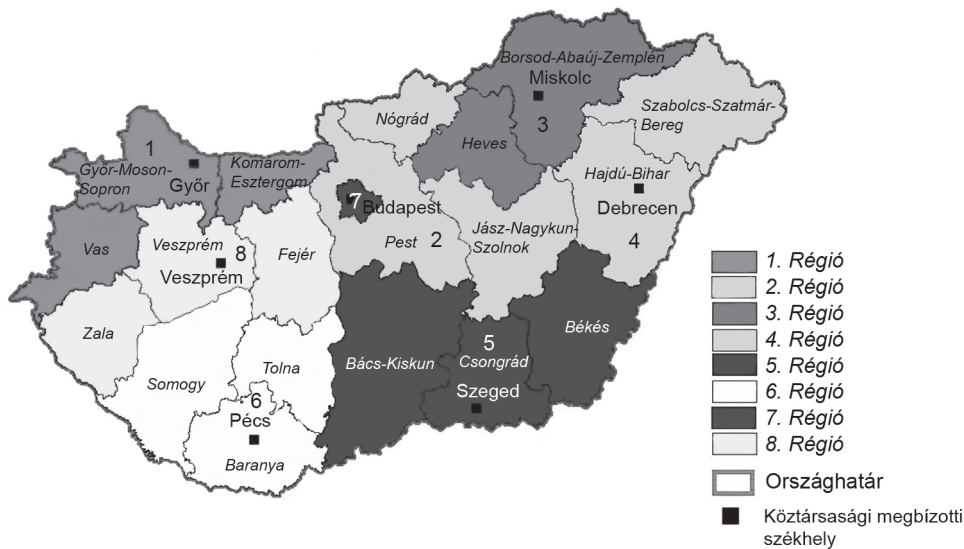 Borsod-Abaúj-Zemplén
Miskolc
3
Szabolcs-Szatmár-
Bereg
Nógrád
Heves
1
Győr-Moson-
Sopron
Győr
Komárom-
Esztergom
Hajdú-Bihar
Debrecen
4
7
Budapest
Pest
2
Jász-Nagykun-
Szolnok
Vas
Veszprém
8
Veszprém
Fejér
Zala
Somogy
Tolna
6
Pécs
Baranya
Bács-Kiskun
5
Csongrád
Szeged
Békés
1. Régió
2. Régió
3. Régió
4. Régió
5. Régió
6. Régió
7. Régió
8. Régió
Országhatár
Köztársasági megbízotti
székhely